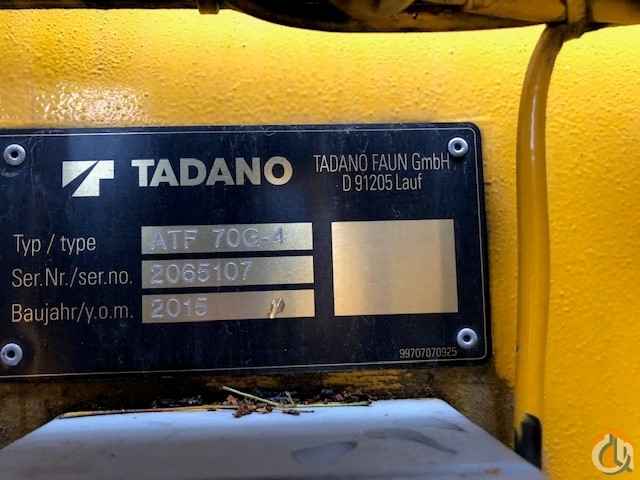 TADANO
TADANO FAUN GmbH
D 91205 Lauf
Typ / type ATF 70G-4
Ser.Nr./ser.no. 2065107
Baujahr/y.o.m. 2015
99707070925